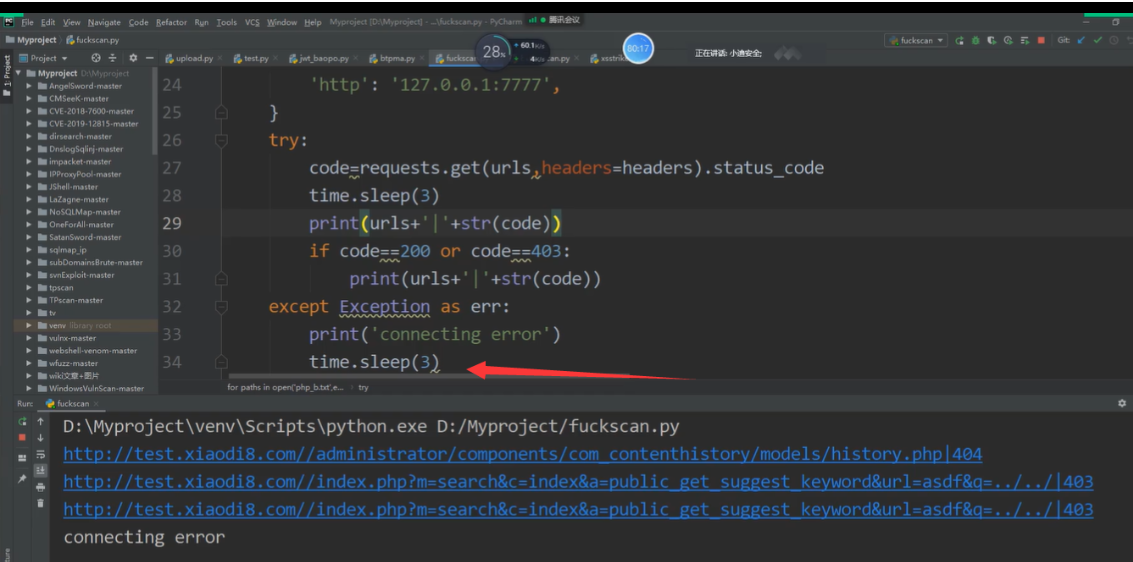 File Edit View Navigate Code Refactor Run Tools VCS Window Help Myproject [D:\Myproject] - ...\fuckscan.py - PyCharm 腾讯会议
Myproject fuckscan.py fuckscan Git:
Project upload.py test.py jwt_baopo.py btpma.py 28% 60.1K/s 80:17 正在讲话: 小迪安全;
1: Project
Myproject D:\Myproject
AngelSword-master
CMSeeK-master
CVE-2018-7600-master
CVE-2019-12815-master
dirsearch-master
DnslogSqlinj-master
impacket-master
IPProxyPool-master
JShell-master
LaZagne-master
NoSQLMap-master
OneForAll-master
SatanSword-master
sqlmap_ip
subDomainsBrute-master
svnExploit-master
tpscan
TPscan-master
tv
venv library root
vulnx-master
webshell-venom-master
wfuzz-master
wiki文章+图片
WindowsVulnScan-master
24 'http': '127.0.0.1:7777',
25 }
26 try:
27 code=requests.get(urls,headers=headers).status_code
28 time.sleep(3)
29 print(urls+'|'+str(code))
30 if code==200 or code==403:
31 print(urls+'|'+str(code))
32 except Exception as err:
33 print('connecting error')
34 time.sleep(3)
for paths in open('php_b.txt',e... › try
Run: fuckscan
D:\Myproject\venv\Scripts\python.exe D:/Myproject/fuckscan.py
http://test.xiaodi8.com//administrator/components/com_contenthistory/models/history.php|404
http://test.xiaodi8.com//index.php?m=search&c=index&a=public_get_suggest_keyword&url=asdf&q=../../|403
http://test.xiaodi8.com//index.php?m=search&c=index&a=public_get_suggest_keyword&url=asdf&q=../../|403
connecting error